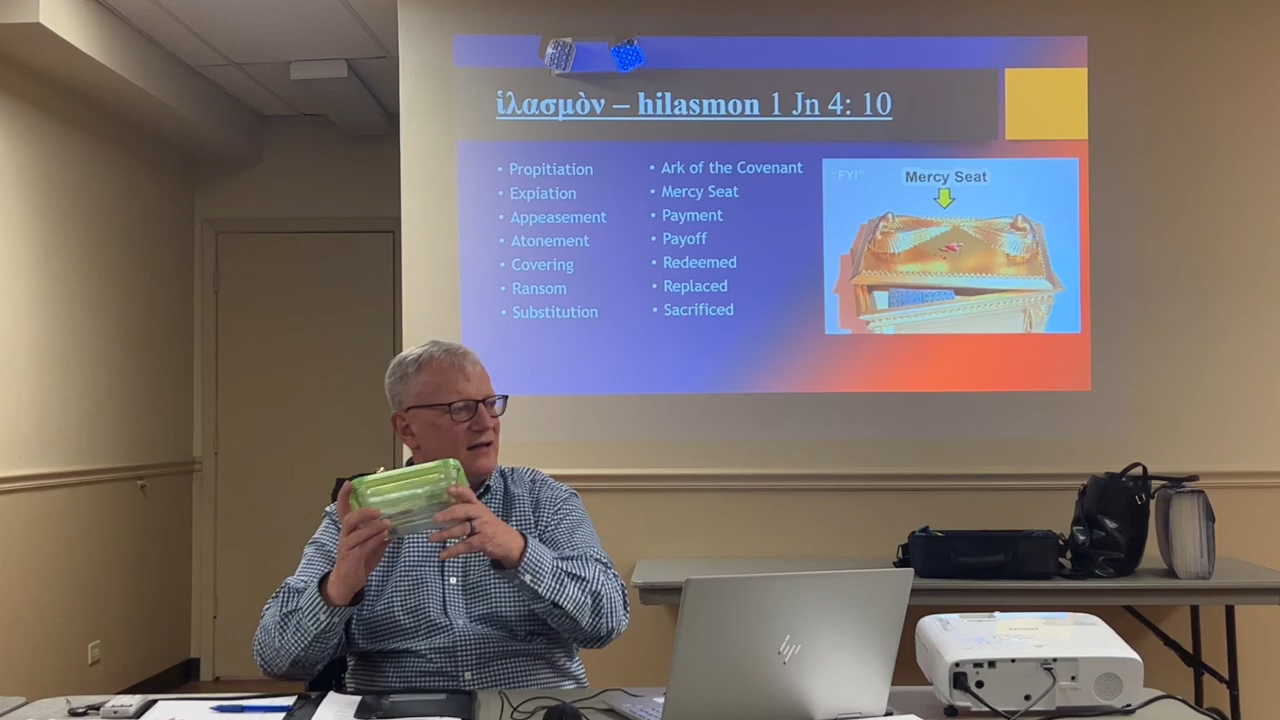 ἱλασμὸν – hilasmon 1 Jn 4: 10
• Propitiation
• Expiation
• Appeasement
• Atonement
• Covering
• Ransom
• Substitution
• Ark of the Covenant
• Mercy Seat
• Payment
• Payoff
• Redeemed
• Replaced
• Sacrificed
"FYI"
Mercy Seat
hp